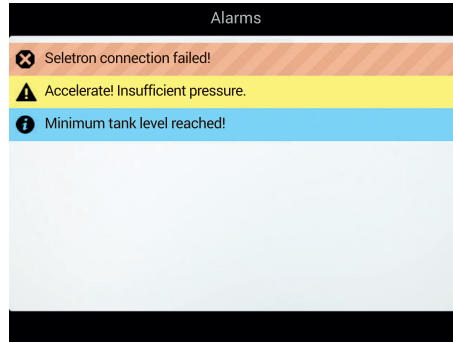 Alarms
Seletron connection failed!
Accelerate! Insufficient pressure.
Minimum tank level reached!